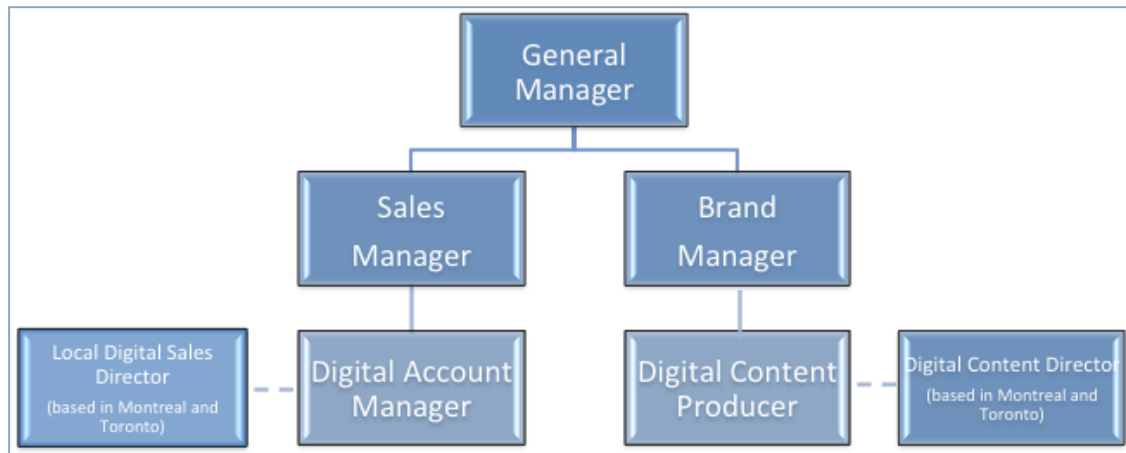 General
Manager
Sales
Manager
Brand
Manager
Local Digital Sales
Director
(based in Montreal and
Toronto)
Digital Account
Manager
Digital Content
Producer
Digital Content Director
(based in Montreal and
Toronto)